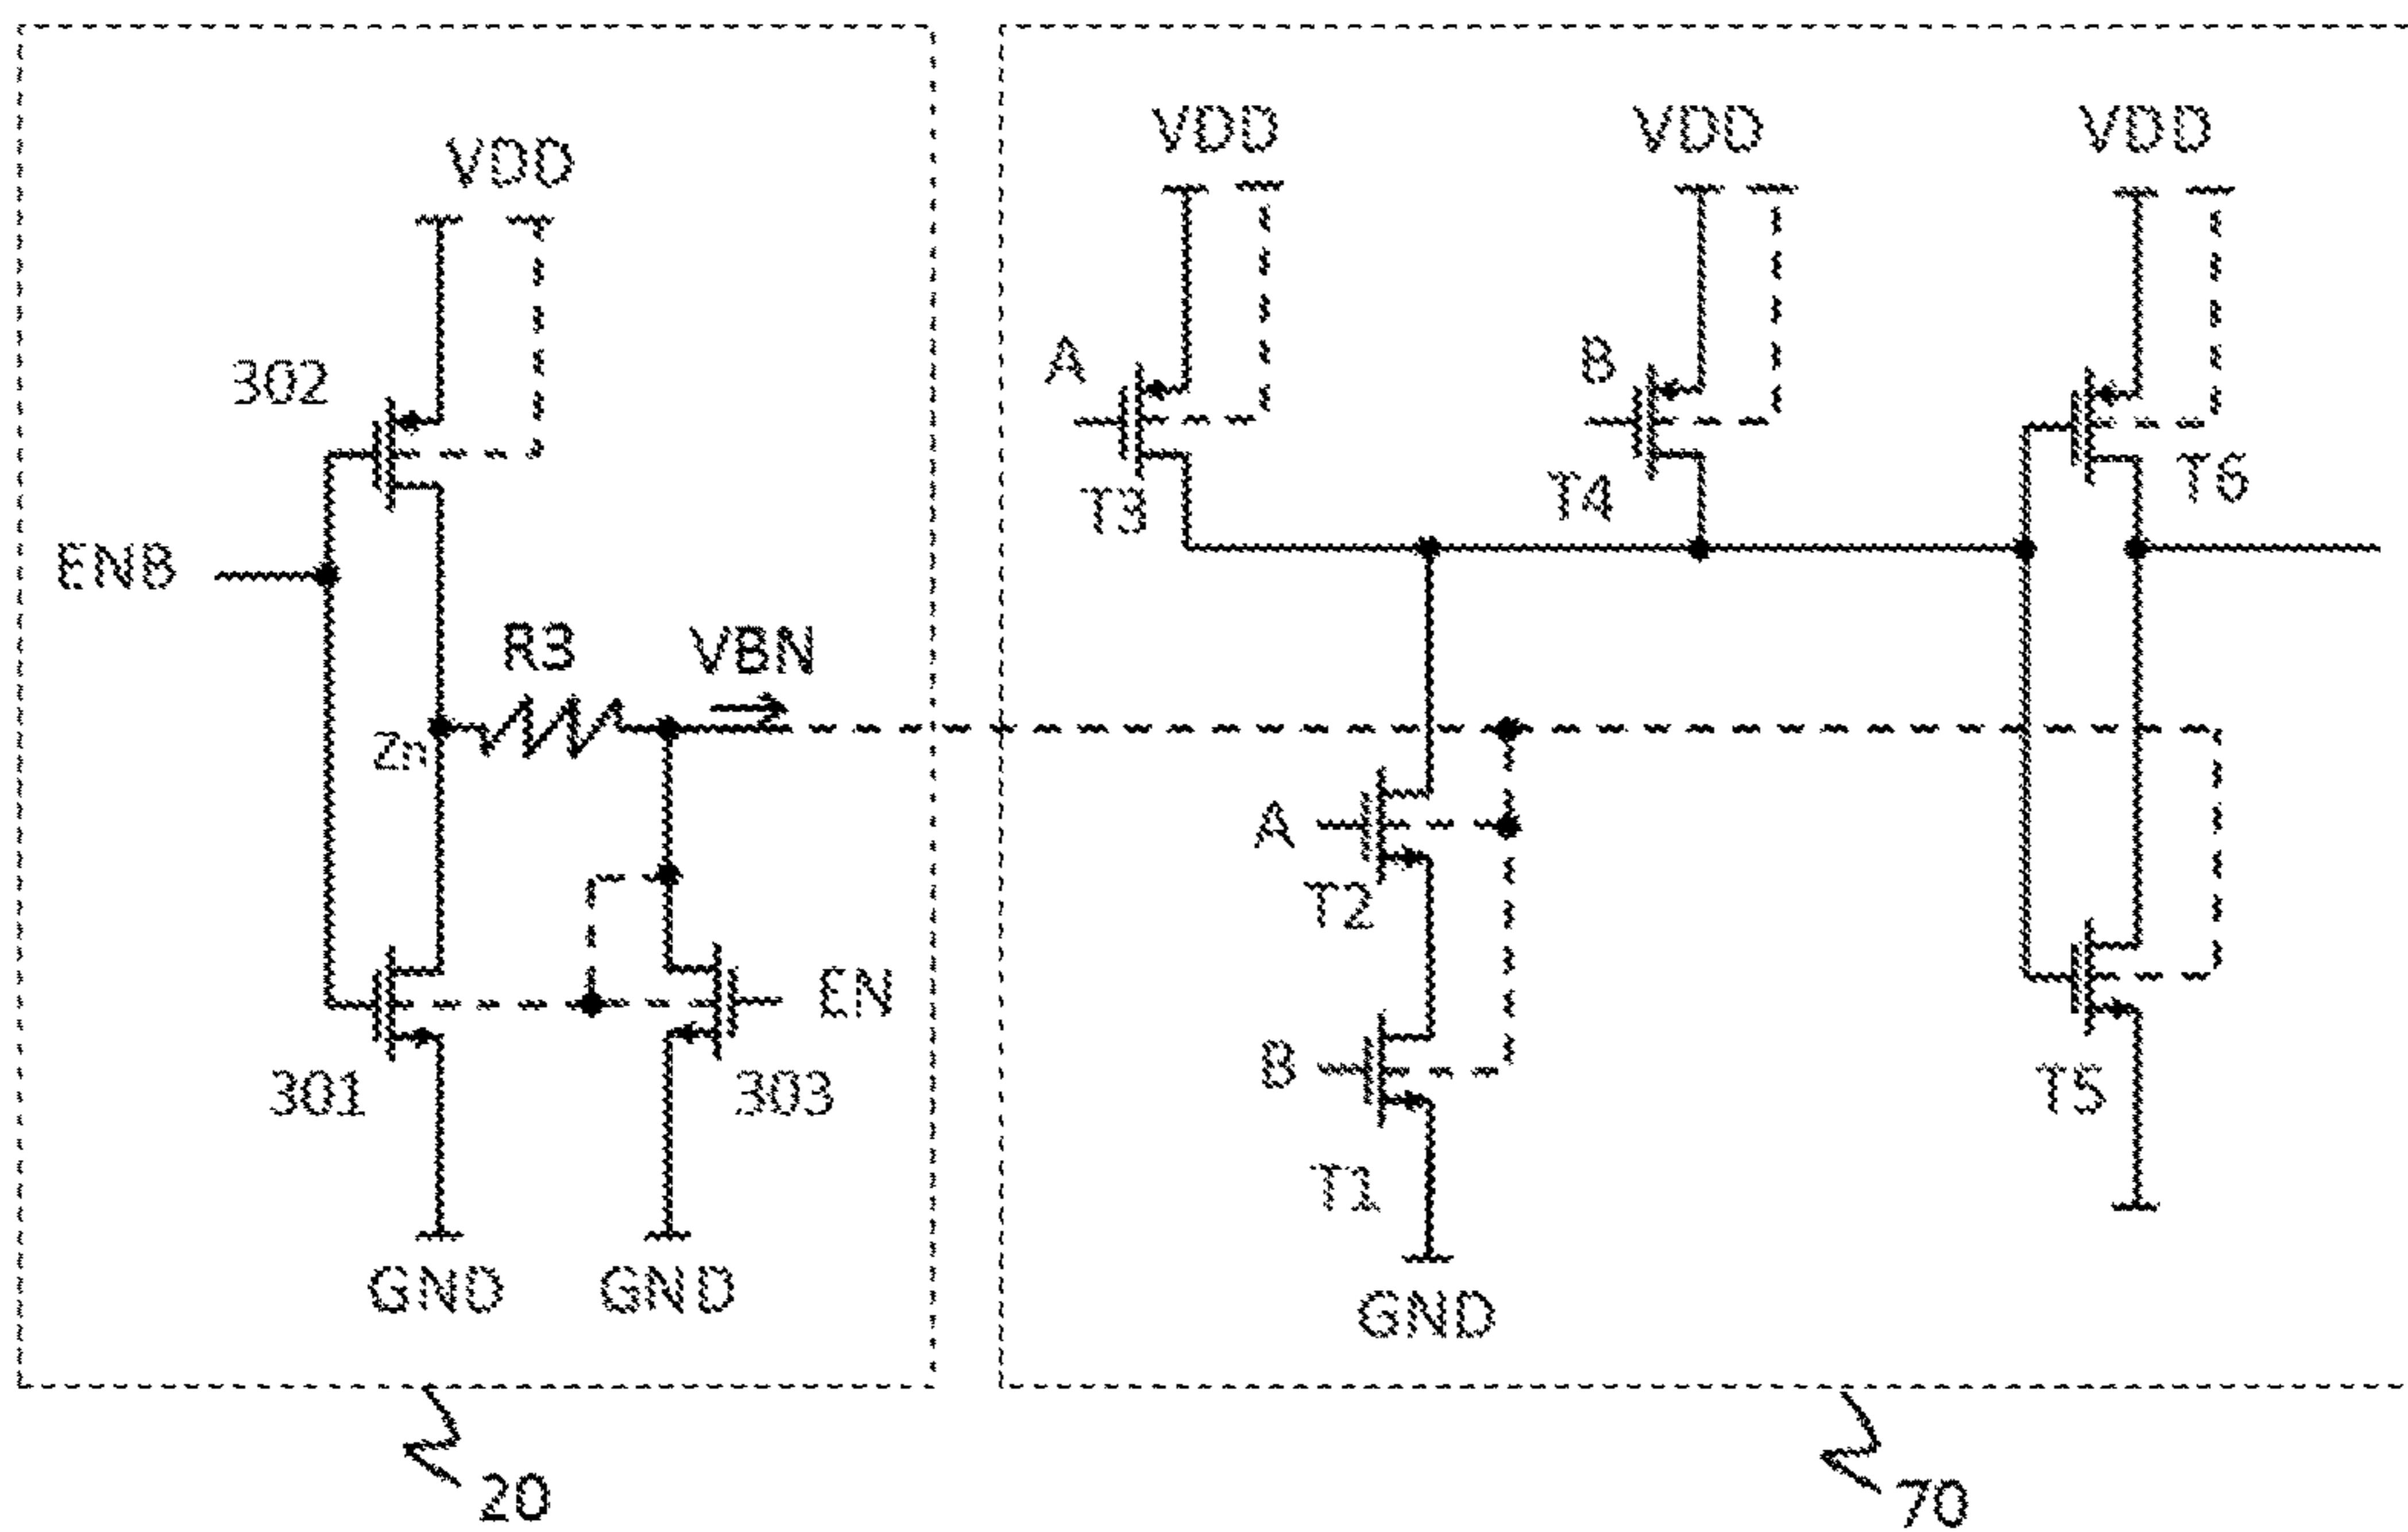 VDD
302
ENB
R3
VBN
Zn
EN
301
303
GND
GND
20
VDD
VDD
VDD
A
B
T3
T4
T6
A
T2
B
T1
T5
GND
70